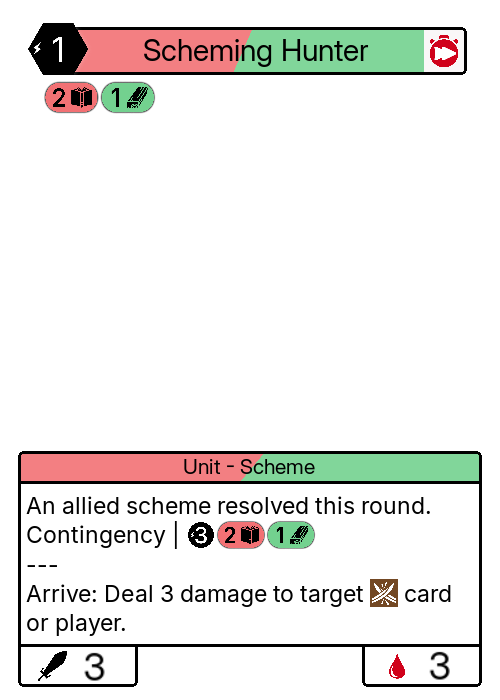 1 Scheming Hunter
2 1
Unit - Scheme
An allied scheme resolved this round.
Contingency | 3 2 1
---
Arrive: Deal 3 damage to target card
or player.
3 3